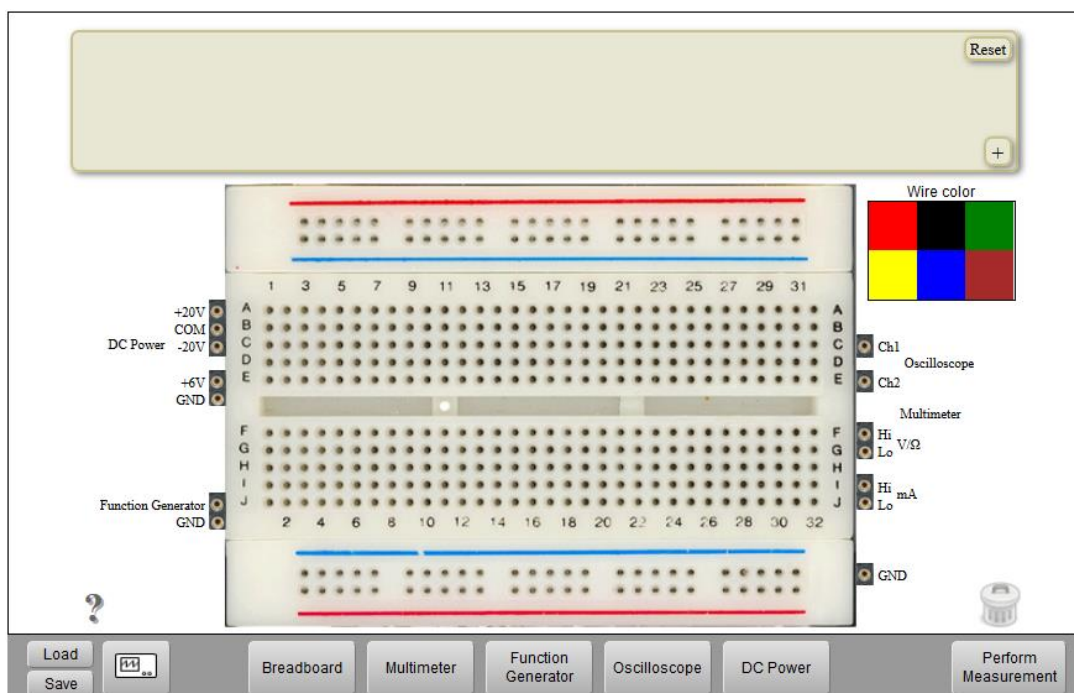 Reset
+
Wire color
1 3 5 7 9 11 13 15 17 19 21 23 25 27 29 31
A A
B B
C C
D D
E E
+20V
COM
DC Power -20V
+6V
GND
Ch1
Oscilloscope
Ch2
Multimeter
F F
G G
H H
I I
J J
Hi
V/Ω
Lo
Hi
mA
Lo
Function Generator
GND
2 4 6 8 10 12 14 16 18 20 22 24 26 28 30 32
GND
?
Load
Save
Breadboard
Multimeter
Function
Generator
Oscilloscope
DC Power
Perform
Measurement